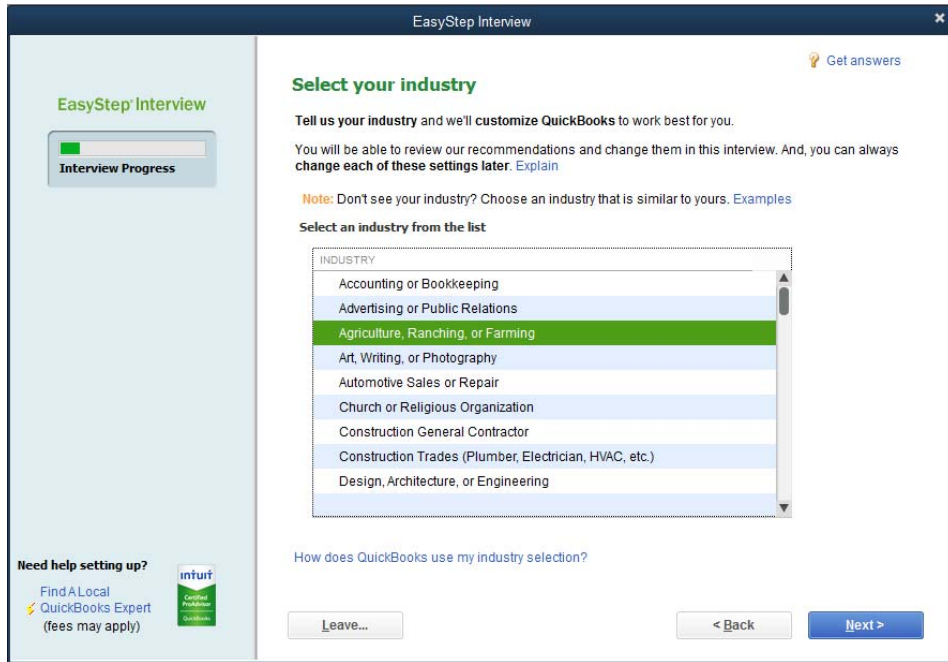 EasyStep Interview
Get answers
EasyStep Interview
Interview Progress
Select your industry
Tell us your industry and we'll customize QuickBooks to work best for you.
You will be able to review our recommendations and change them in this interview. And, you can always
change each of these settings later. Explain
Note: Don't see your industry? Choose an industry that is similar to yours. Examples
Select an industry from the list
INDUSTRY
Accounting or Bookkeeping
Advertising or Public Relations
Agriculture, Ranching, or Farming
Art, Writing, or Photography
Automotive Sales or Repair
Church or Religious Organization
Construction General Contractor
Construction Trades (Plumber, Electrician, HVAC, etc.)
Design, Architecture, or Engineering
How does QuickBooks use my industry selection?
Need help setting up?
Find A Local
QuickBooks Expert
(fees may apply)
intuit
Certified
ProAdvisor
QuickBooks
Leave...
< Back
Next >